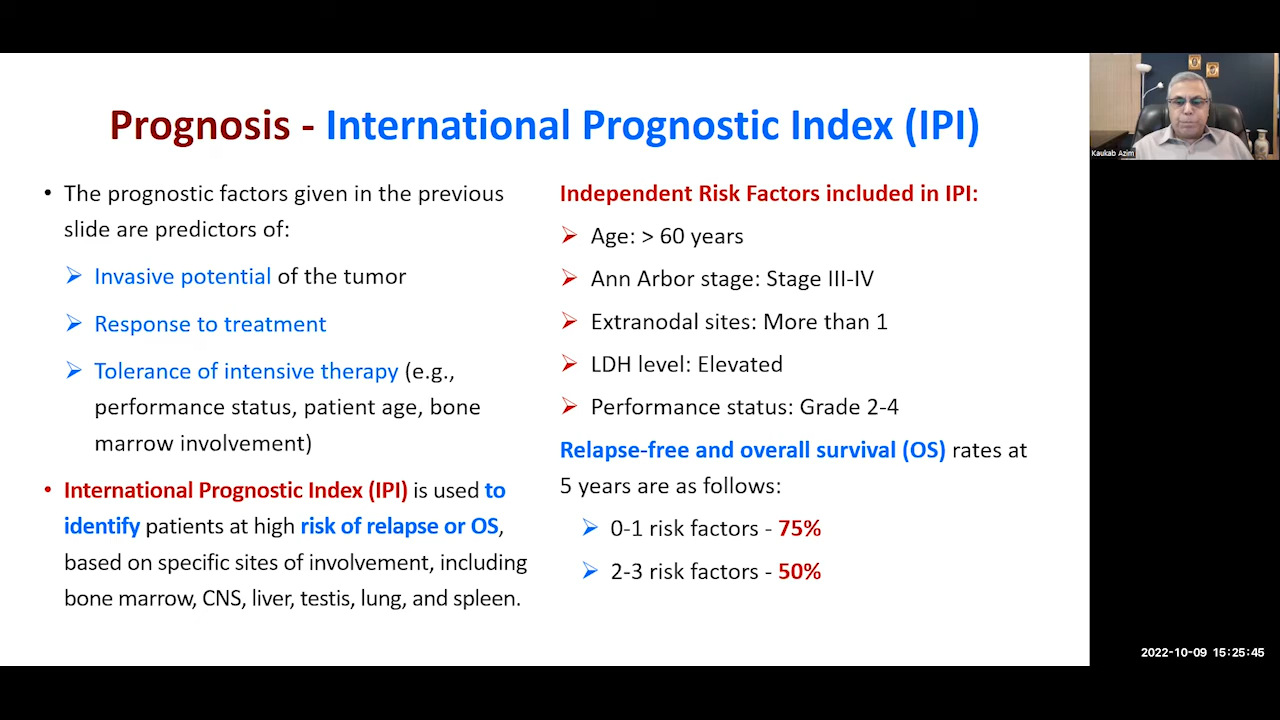 Prognosis - International Prognostic Index (IPI)
• The prognostic factors given in the previous
slide are predictors of:
➢ Invasive potential of the tumor
➢ Response to treatment
➢ Tolerance of intensive therapy (e.g.,
performance status, patient age, bone
marrow involvement)
• International Prognostic Index (IPI) is used to
identify patients at high risk of relapse or OS,
based on specific sites of involvement, including
bone marrow, CNS, liver, testis, lung, and spleen.
Independent Risk Factors included in IPI:
➢ Age: > 60 years
➢ Ann Arbor stage: Stage III-IV
➢ Extranodal sites: More than 1
➢ LDH level: Elevated
➢ Performance status: Grade 2-4
Relapse-free and overall survival (OS) rates at
5 years are as follows:
➢ 0-1 risk factors - 75%
➢ 2-3 risk factors - 50%
Kaukab Azim
2022-10-09 15:25:45